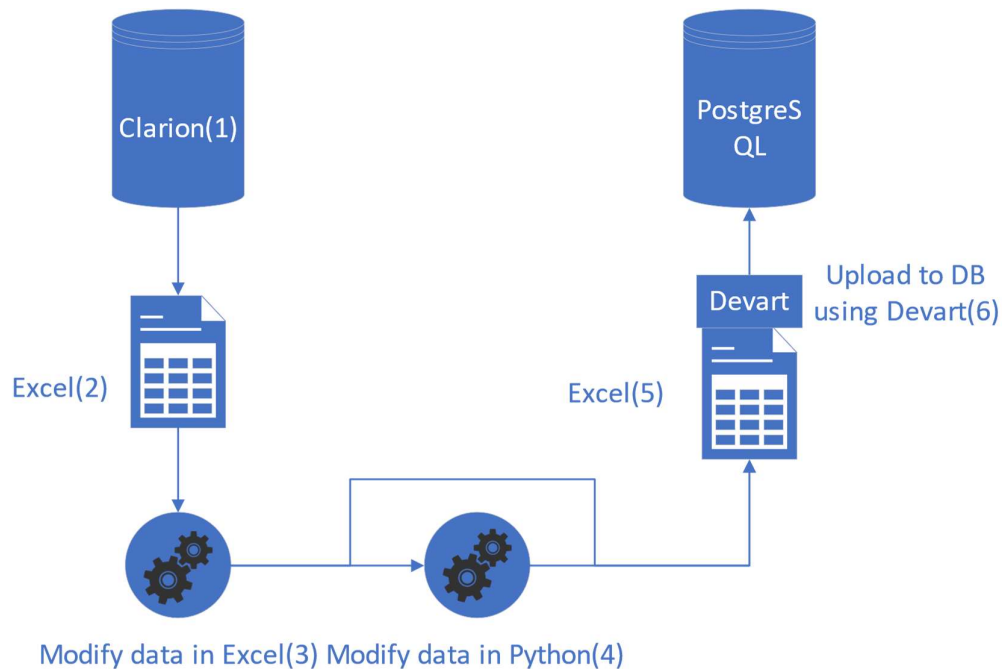 Clarion(1)
PostgreS
QL
Devart
Upload to DB
using Devart(6)
Excel(2)
Excel(5)
Modify data in Excel(3) Modify data in Python(4)